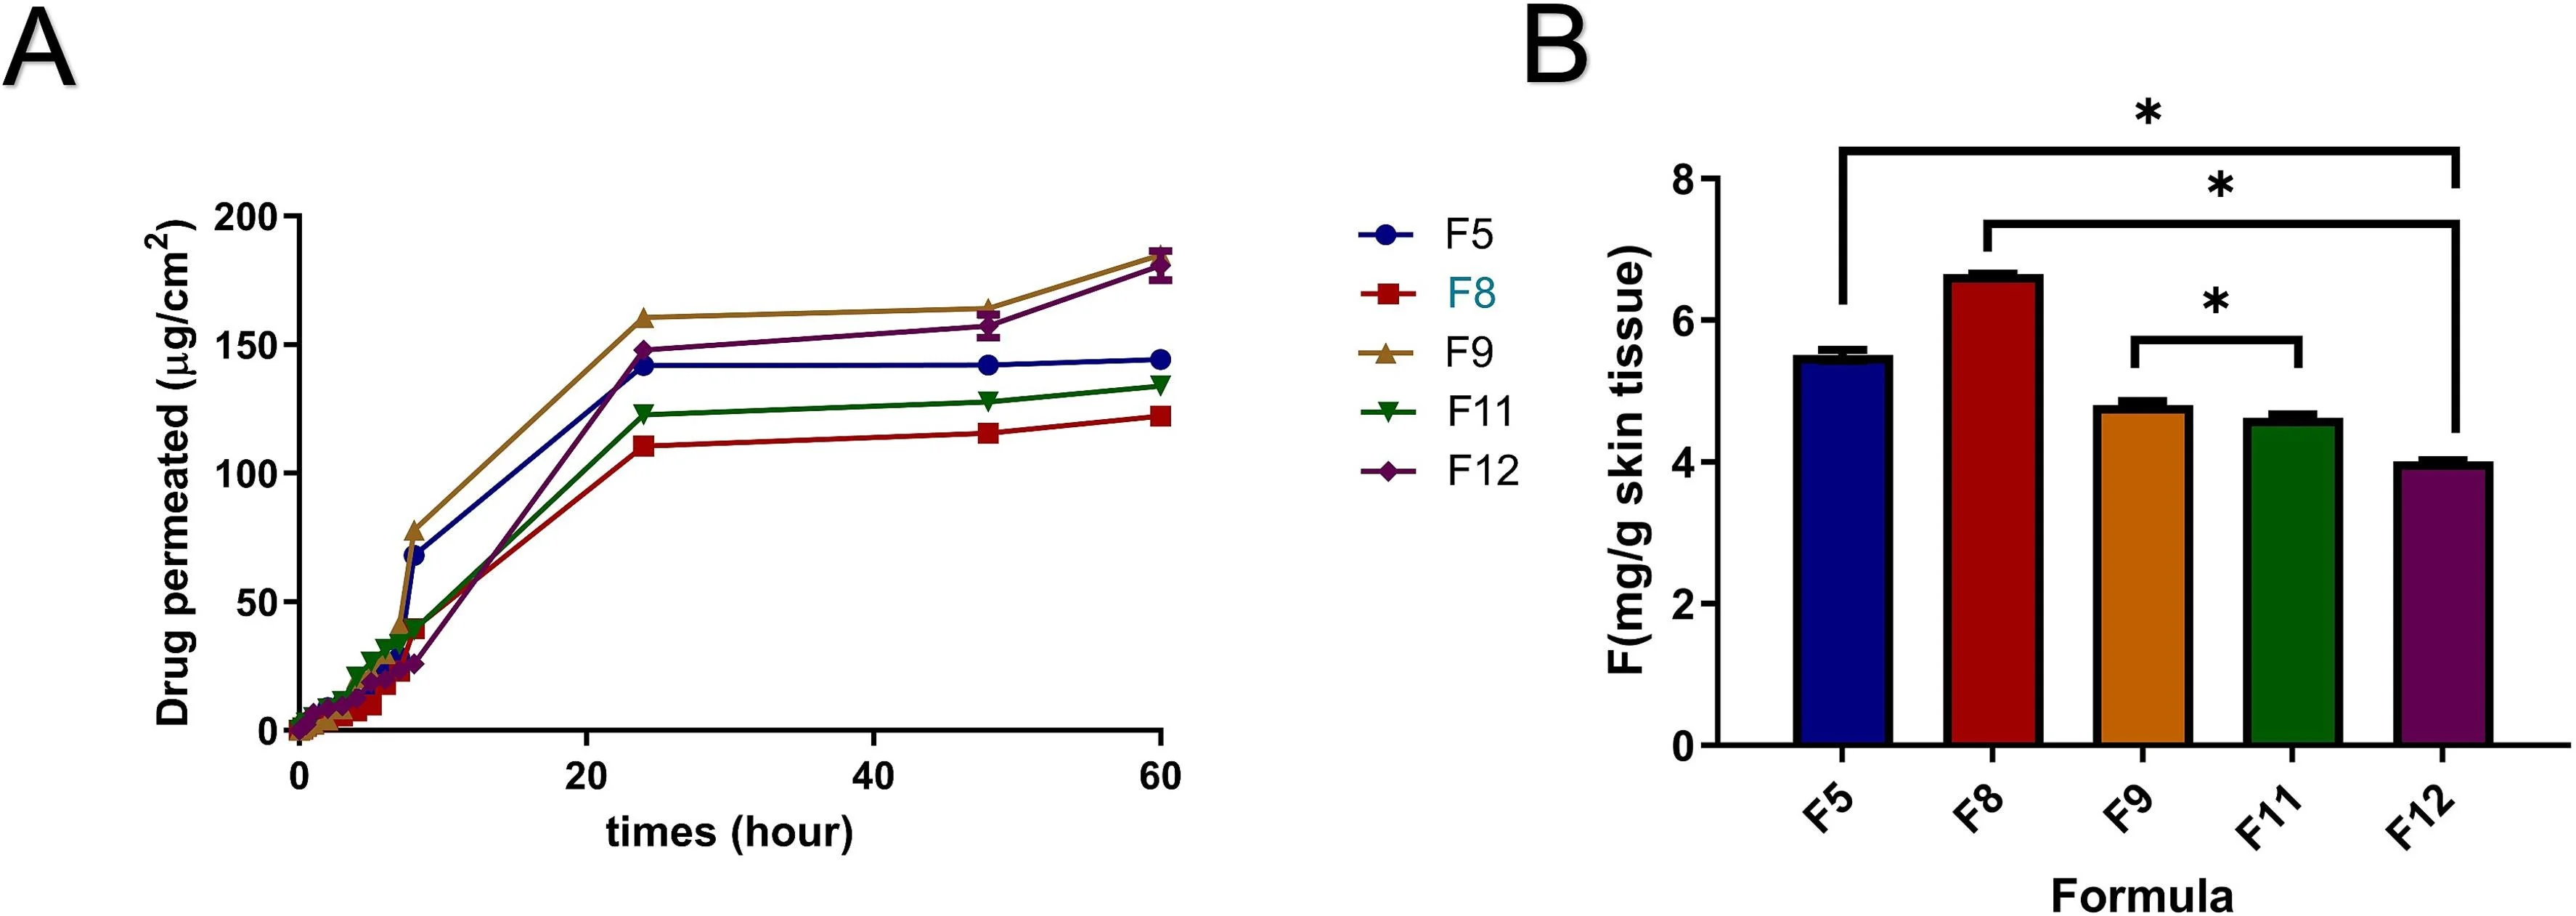 A
B
Drug permeated (µg/cm²)
200
150
100
50
0
0 20 40 60
times (hour)
F5
F8
F9
F11
F12
F(mg/g skin tissue)
8
6
4
2
0
*
*
*
F5 F8 F9 F11 F12
Formula